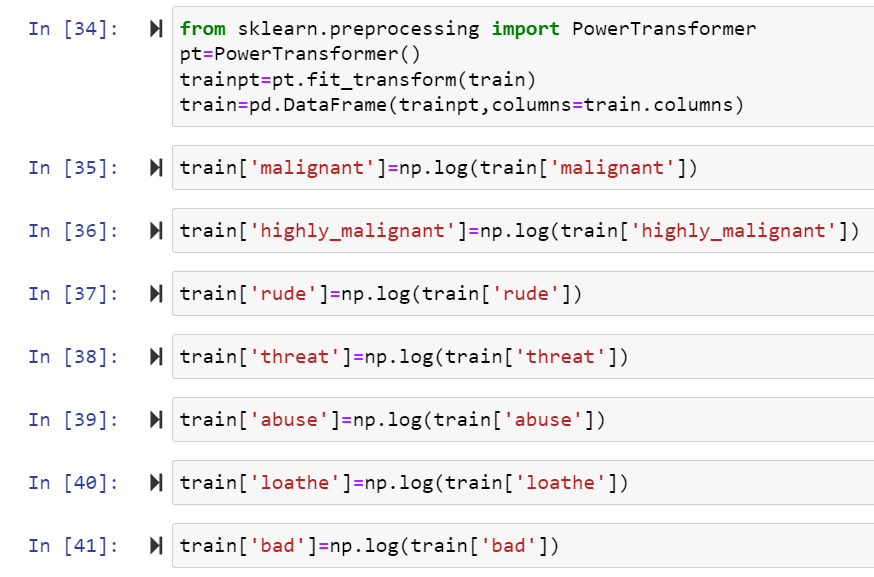 In [34]: from sklearn.preprocessing import PowerTransformer
pt=PowerTransformer()
trainpt=pt.fit_transform(train)
train=pd.DataFrame(trainpt,columns=train.columns)
In [35]: train['malignant']=np.log(train['malignant'])
In [36]: train['highly_malignant']=np.log(train['highly_malignant'])
In [37]: train['rude']=np.log(train['rude'])
In [38]: train['threat']=np.log(train['threat'])
In [39]: train['abuse']=np.log(train['abuse'])
In [40]: train['loathe']=np.log(train['loathe'])
In [41]: train['bad']=np.log(train['bad'])